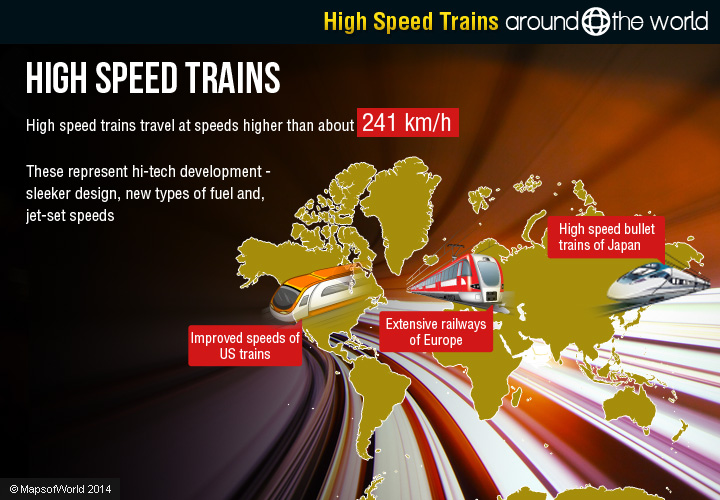 High Speed Trains around the world
HIGH SPEED TRAINS
High speed trains travel at speeds higher than about 241 km/h
These represent hi-tech development -
sleeker design, new types of fuel and,
jet-set speeds
High speed bullet
trains of Japan
Extensive railways
of Europe
Improved speeds of
US trains
© MapsofWorld 2014